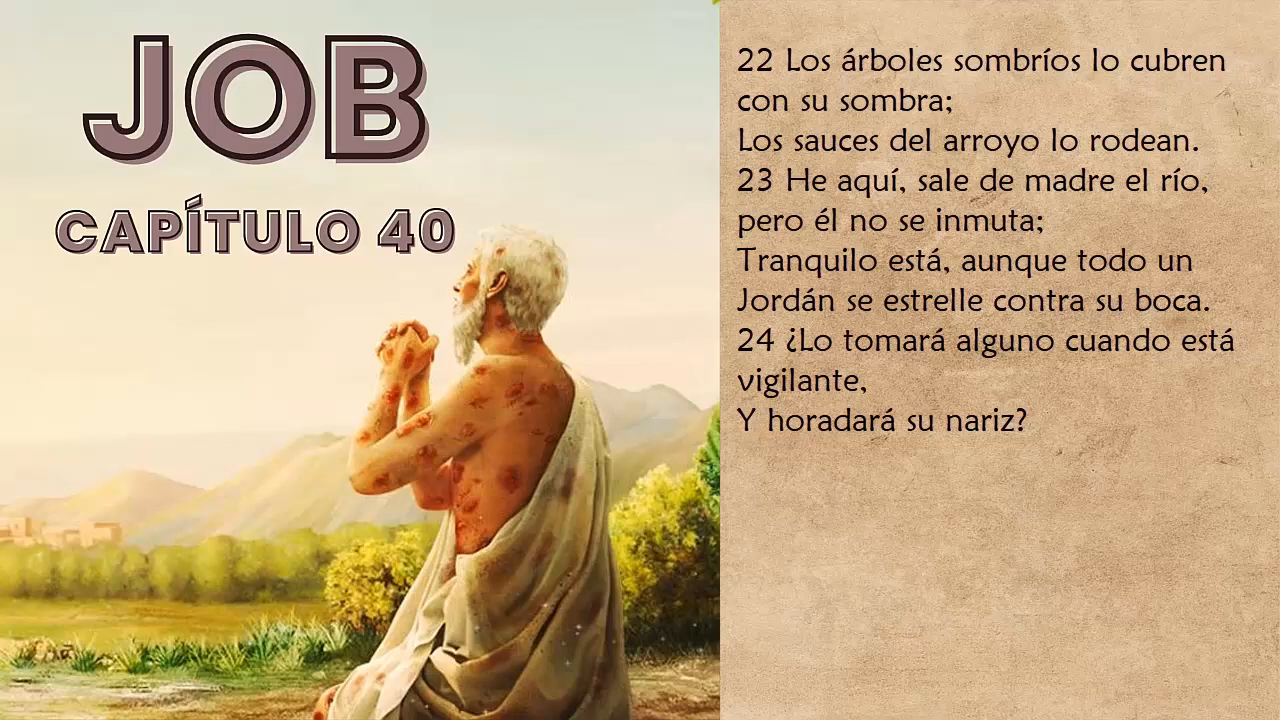 JOB
CAPÍTULO 40
22 Los árboles sombríos lo cubren
con su sombra;
Los sauces del arroyo lo rodean.
23 He aquí, sale de madre el río,
pero él no se inmuta;
Tranquilo está, aunque todo un
Jordán se estrelle contra su boca.
24 ¿Lo tomará alguno cuando está
vigilante,
Y horadará su nariz?